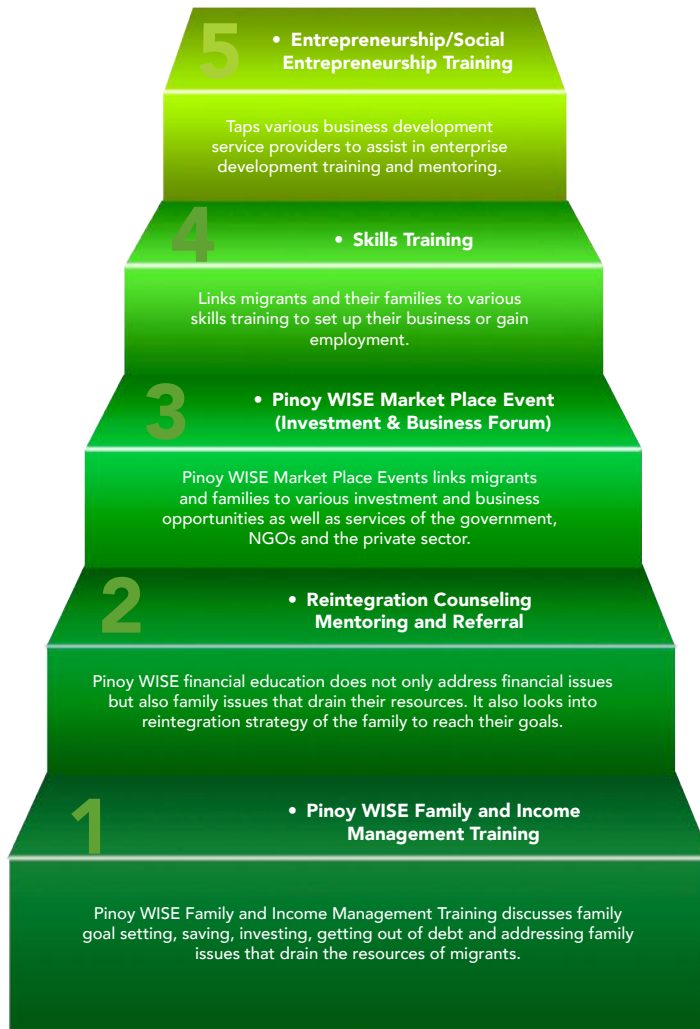 5
• Entrepreneurship/Social
Entrepreneurship Training
Taps various business development
service providers to assist in enterprise
development training and mentoring.
4
• Skills Training
Links migrants and their families to various
skills training to set up their business or gain
employment.
3
• Pinoy WISE Market Place Event
(Investment & Business Forum)
Pinoy WISE Market Place Events links migrants
and families to various investment and business
opportunities as well as services of the government,
NGOs and the private sector.
2
• Reintegration Counseling
Mentoring and Referral
Pinoy WISE financial education does not only address financial issues
but also family issues that drain their resources. It also looks into
reintegration strategy of the family to reach their goals.
1
• Pinoy WISE Family and Income
Management Training
Pinoy WISE Family and Income Management Training discusses family
goal setting, saving, investing, getting out of debt and addressing family
issues that drain the resources of migrants.